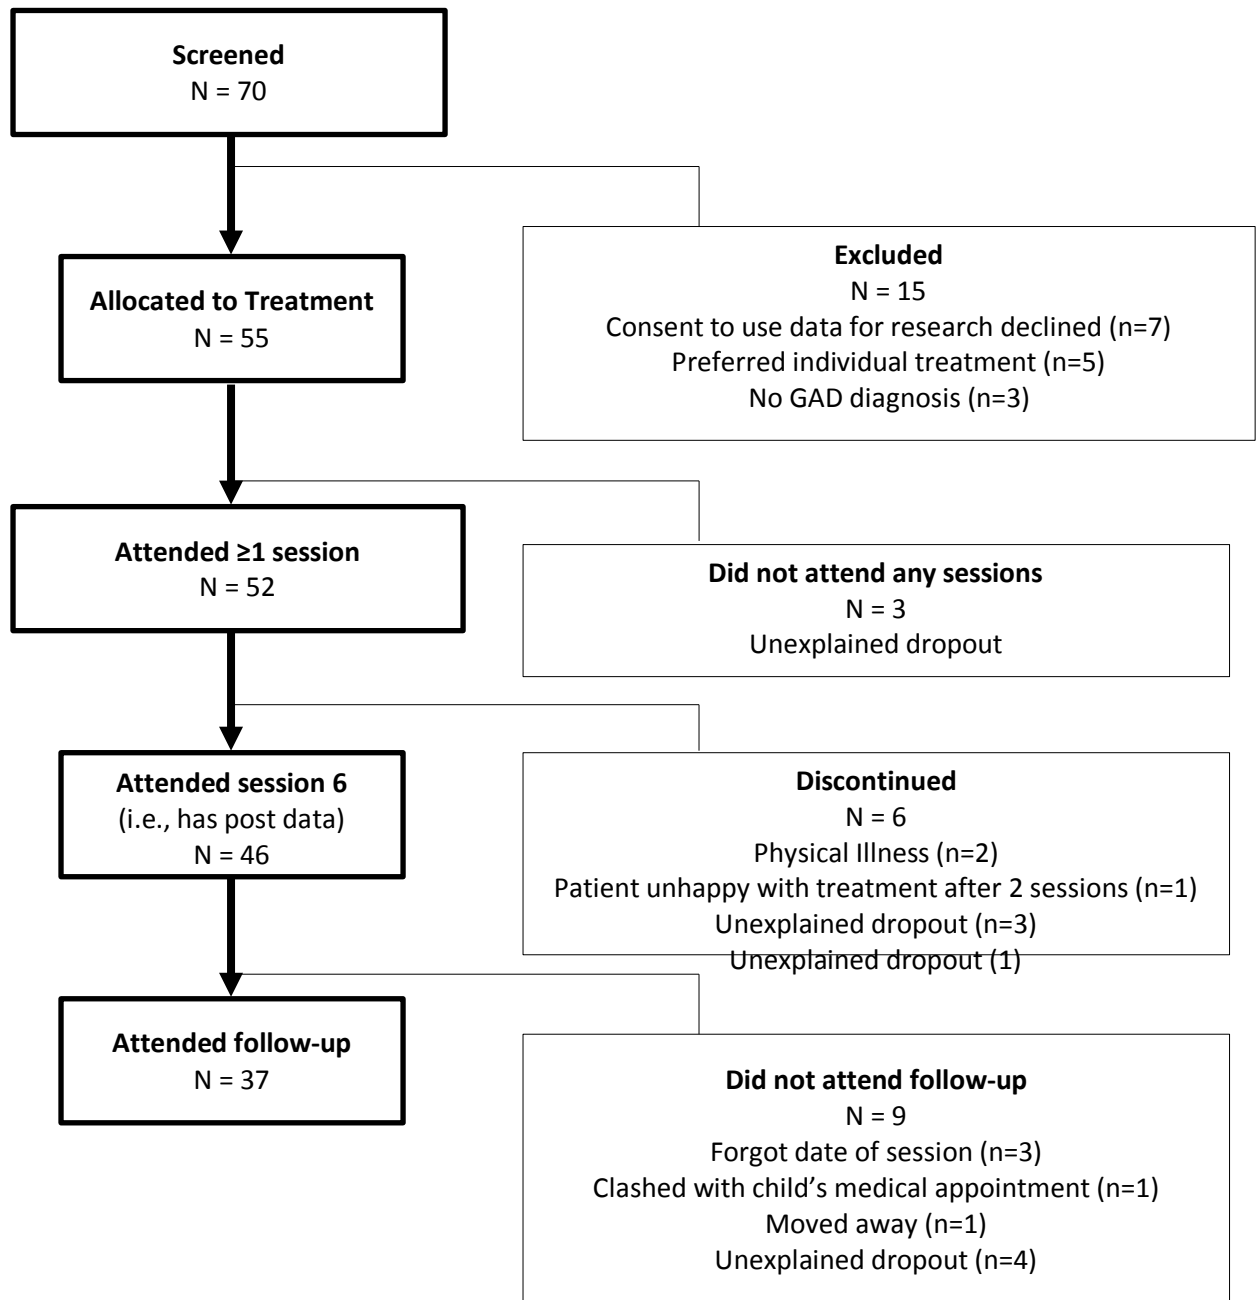 Screened
N = 70
Excluded
N = 15
Consent to use data for research declined (n=7)
Preferred individual treatment (n=5)
No GAD diagnosis (n=3)
Allocated to Treatment
N = 55
Attended ≥1 session
N = 52
Did not attend any sessions
N = 3
Unexplained dropout
Attended session 6
(i.e., has post data)
N = 46
Discontinued
N = 6
Physical Illness (n=2)
Patient unhappy with treatment after 2 sessions (n=1)
Unexplained dropout (n=3)
Unexplained dropout (1)
Attended follow-up
N = 37
Did not attend follow-up
N = 9
Forgot date of session (n=3)
Clashed with child’s medical appointment (n=1)
Moved away (n=1)
Unexplained dropout (n=4)